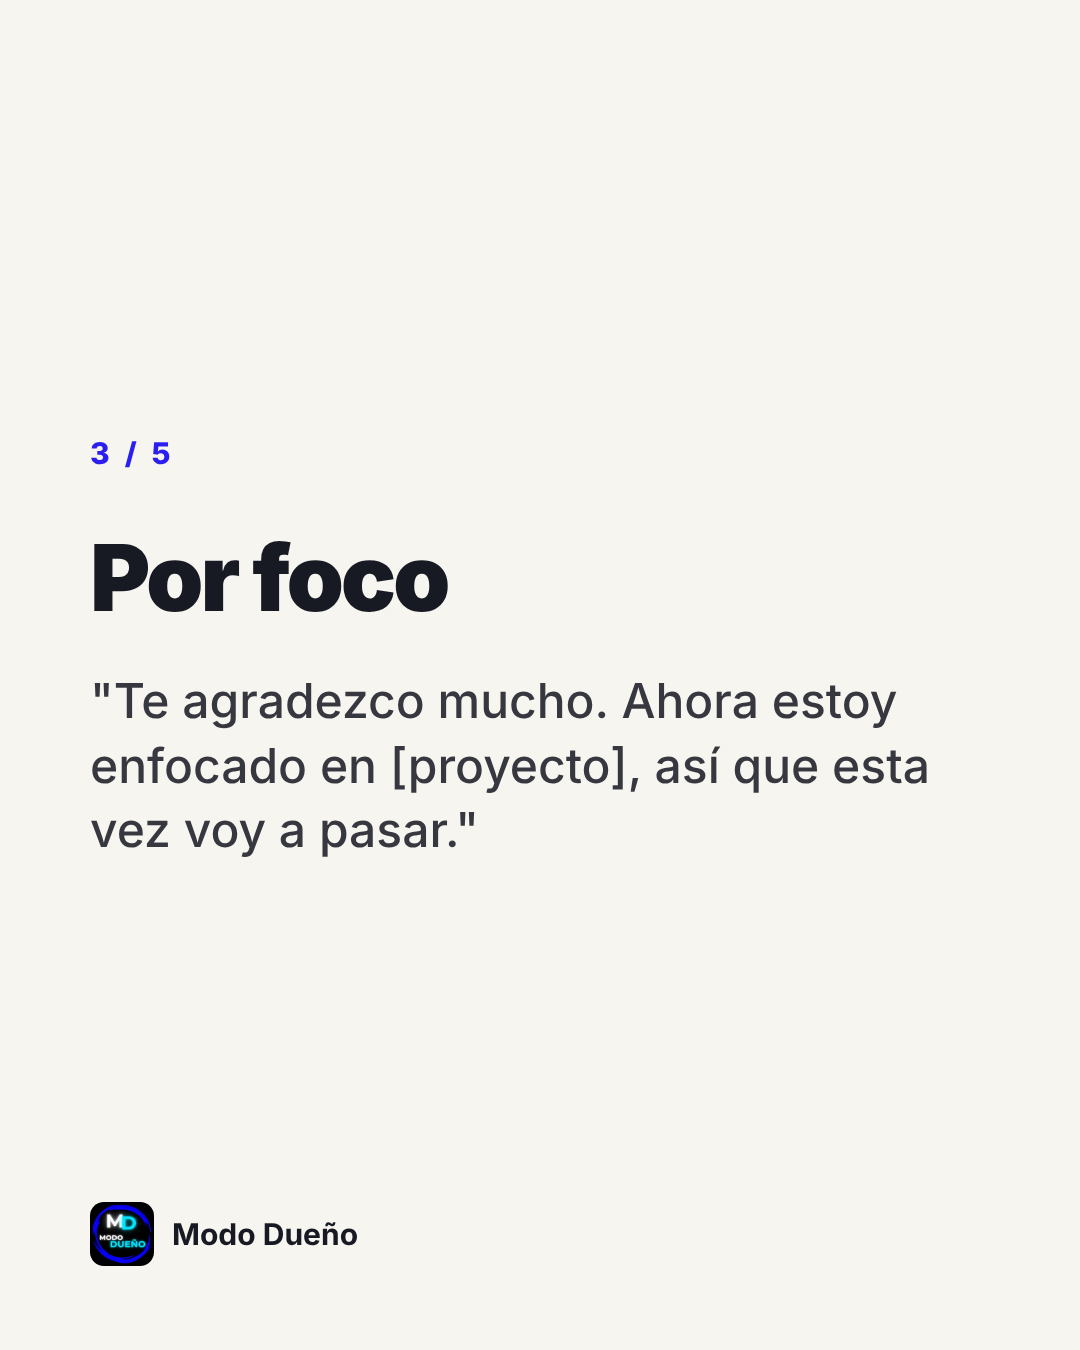 3 / 5
Por foco
"Te agradezco mucho. Ahora estoy
enfocado en [proyecto], así que esta
vez voy a pasar."
MD
MODO
DUEÑO
Modo Dueño